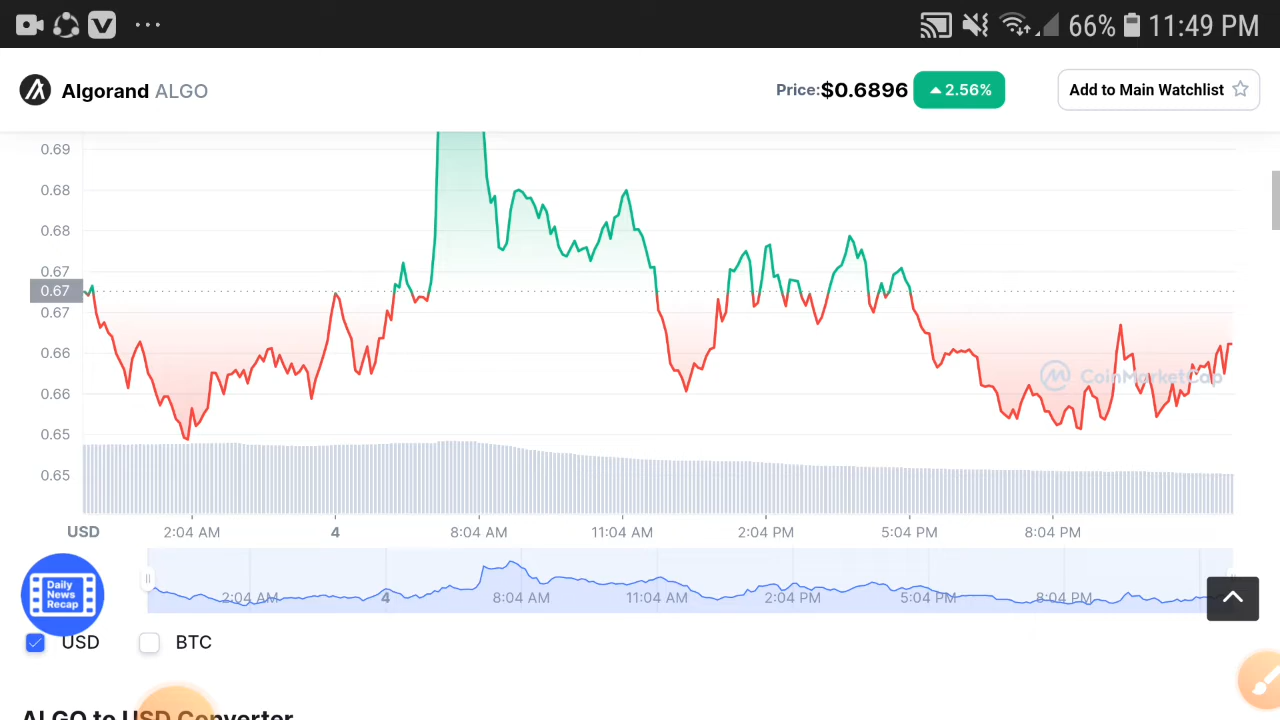 66% 11:49 PM
Algorand ALGO
Price:$0.6896 2.56%
Add to Main Watchlist
0.69
0.68
0.68
0.67
0.67
0.67
0.66
0.66
0.65
0.65
CoinMarketCap
USD 2:04 AM 4 8:04 AM 11:04 AM 2:04 PM 5:04 PM 8:04 PM
2:04 AM 4 8:04 AM 11:04 AM 2:04 PM 5:04 PM 8:04 PM
Daily
News
Recap
USD BTC
ALGO to USD Converter